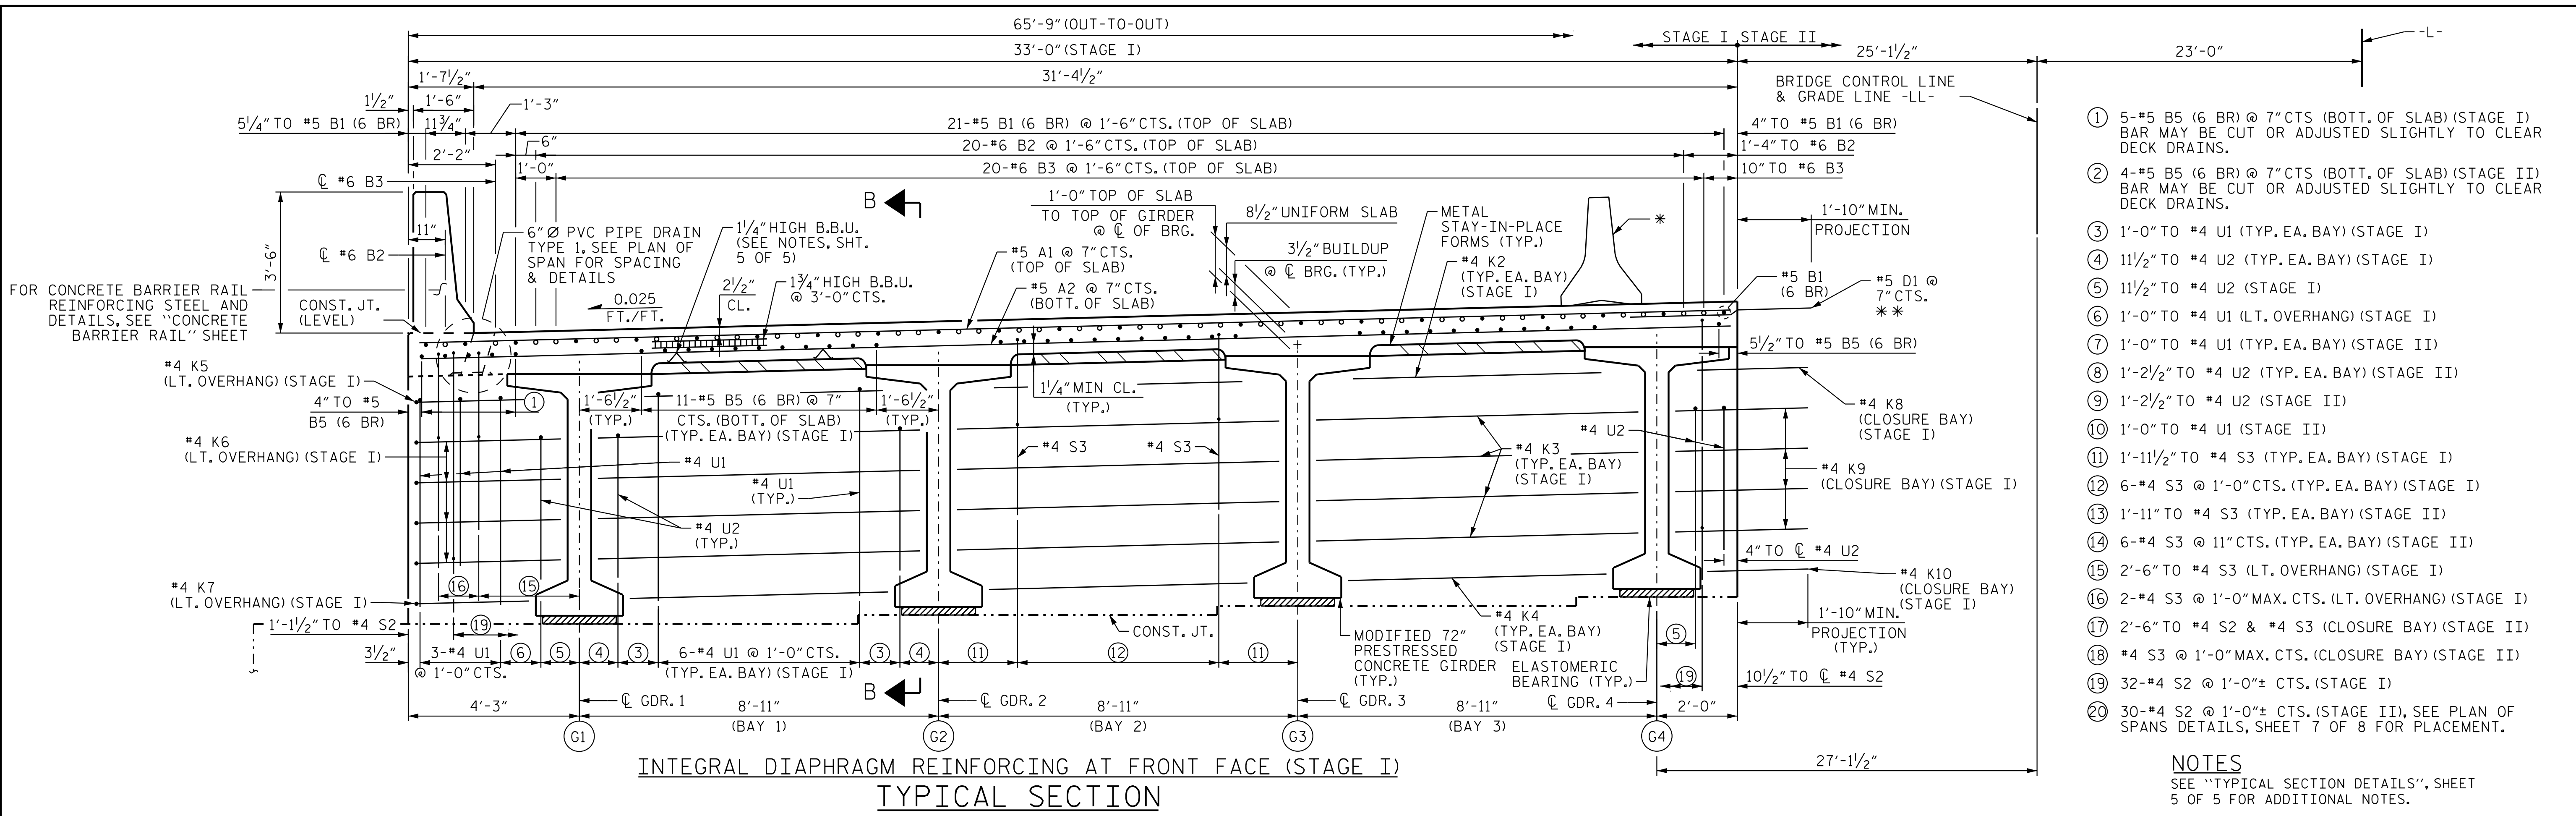 65'-9" (OUT-TO-OUT)
33'-0" (STAGE I)
STAGE I STAGE II
25'-1½"
23'-0"
-L-
1'-7½"
31'-4½"
BRIDGE CONTROL LINE
& GRADE LINE -LL-
1½"
1'-6"
1'-3"
5¼" TO #5 B1 (6 BR)
11¾"
21-#5 B1 (6 BR) @ 1'-6" CTS. (TOP OF SLAB)
4" TO #5 B1 (6 BR)
6"
2'-2"
20-#6 B2 @ 1'-6" CTS. (TOP OF SLAB)
1'-4" TO #6 B2
1'-0"
20-#6 B3 @ 1'-6" CTS. (TOP OF SLAB)
10" TO #6 B3
℄ #6 B3
B
1'-0" TOP OF SLAB
TO TOP OF GIRDER
@ ℄ OF BRG.
8½" UNIFORM SLAB
3½" BUILDUP
@ ℄ BRG. (TYP.)
METAL
STAY-IN-PLACE
FORMS (TYP.)
*
1'-10" MIN.
PROJECTION
11"
3'-6"
℄ #6 B2
6" Ø PVC PIPE DRAIN
TYPE 1, SEE PLAN OF
SPAN FOR SPACING
& DETAILS
1¼" HIGH B.B.U.
(SEE NOTES, SHT.
5 OF 5)
1¾" HIGH B.B.U.
@ 3'-0" CTS.
2½"
CL.
0.025
FT./FT.
#5 A1 @ 7" CTS.
(TOP OF SLAB)
#5 A2 @ 7" CTS.
(BOTT. OF SLAB)
#4 K2
(TYP. EA. BAY)
(STAGE I)
#5 B1
(6 BR)
#5 D1 @
7" CTS.
* *
FOR CONCRETE BARRIER RAIL
REINFORCING STEEL AND
DETAILS, SEE "CONCRETE
BARRIER RAIL" SHEET
CONST. JT.
(LEVEL)
5½" TO #5 B5 (6 BR)
#4 K5
(LT. OVERHANG) (STAGE I)
4" TO #5
B5 (6 BR)
1
1'-6½"
(TYP.)
11-#5 B5 (6 BR) @ 7"
CTS. (BOTT. OF SLAB)
(TYP. EA. BAY) (STAGE I)
1'-6½"
(TYP.)
1¼" MIN CL.
(TYP.)
#4 K8
(CLOSURE BAY)
(STAGE I)
#4 K6
(LT. OVERHANG) (STAGE I)
#4 U1
#4 U1
(TYP.)
#4 U2
(TYP.)
#4 S3
#4 S3
#4 K3
(TYP. EA. BAY)
(STAGE I)
#4 U2
#4 K9
(CLOSURE BAY) (STAGE I)
4" TO ℄ #4 U2
#4 K7
(LT. OVERHANG) (STAGE I)
16
15
#4 K10
(CLOSURE BAY)
(STAGE I)
1'-1½" TO #4 S2
19
CONST. JT.
MODIFIED 72"
PRESTRESSED
CONCRETE GIRDER
(TYP.)
#4 K4
(TYP. EA. BAY)
(STAGE I)
ELASTOMERIC
BEARING (TYP.)
1'-10" MIN.
PROJECTION
(TYP.)
3½"
3-#4 U1
@ 1'-0" CTS.
6
5
4
3
6-#4 U1 @ 1'-0" CTS.
(TYP. EA. BAY) (STAGE I)
3
4
11
12
11
5
19
10½" TO ℄ #4 S2
B
℄ GDR. 1
℄ GDR. 2
℄ GDR. 3
℄ GDR. 4
4'-3"
8'-11"
(BAY 1)
8'-11"
(BAY 2)
8'-11"
(BAY 3)
2'-0"
G1
G2
G3
G4
27'-1½"
INTEGRAL DIAPHRAGM REINFORCING AT FRONT FACE (STAGE I)
TYPICAL SECTION
1 5-#5 B5 (6 BR) @ 7" CTS (BOTT. OF SLAB) (STAGE I)
BAR MAY BE CUT OR ADJUSTED SLIGHTLY TO CLEAR
DECK DRAINS.
2 4-#5 B5 (6 BR) @ 7" CTS (BOTT. OF SLAB) (STAGE II)
BAR MAY BE CUT OR ADJUSTED SLIGHTLY TO CLEAR
DECK DRAINS.
3 1'-0" TO #4 U1 (TYP. EA. BAY) (STAGE I)
4 11½" TO #4 U2 (TYP. EA. BAY) (STAGE I)
5 11½" TO #4 U2 (STAGE I)
6 1'-0" TO #4 U1 (LT. OVERHANG) (STAGE I)
7 1'-0" TO #4 U1 (TYP. EA. BAY) (STAGE II)
8 1'-2½" TO #4 U2 (TYP. EA. BAY) (STAGE II)
9 1'-2½" TO #4 U2 (STAGE II)
10 1'-0" TO #4 U1 (STAGE II)
11 1'-11½" TO #4 S3 (TYP. EA. BAY) (STAGE I)
12 6-#4 S3 @ 1'-0" CTS. (TYP. EA. BAY) (STAGE I)
13 1'-11" TO #4 S3 (TYP. EA. BAY) (STAGE II)
14 6-#4 S3 @ 11" CTS. (TYP. EA. BAY) (STAGE II)
15 2'-6" TO #4 S3 (LT. OVERHANG) (STAGE I)
16 2-#4 S3 @ 1'-0" MAX. CTS. (LT. OVERHANG) (STAGE I)
17 2'-6" TO #4 S2 & #4 S3 (CLOSURE BAY) (STAGE II)
18 #4 S3 @ 1'-0" MAX. CTS. (CLOSURE BAY) (STAGE II)
19 32-#4 S2 @ 1'-0"± CTS. (STAGE I)
20 30-#4 S2 @ 1'-0"± CTS. (STAGE II), SEE PLAN OF
SPANS DETAILS, SHEET 7 OF 8 FOR PLACEMENT.
NOTES
SEE "TYPICAL SECTION DETAILS", SHEET
5 OF 5 FOR ADDITIONAL NOTES.